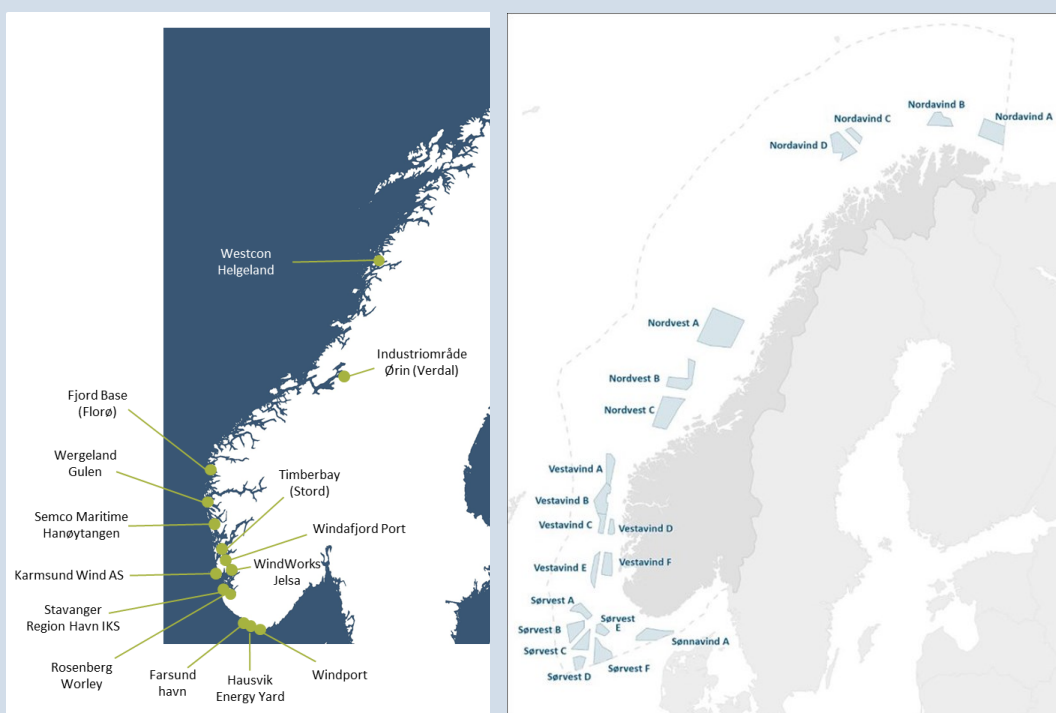 Westcon
Helgeland
Industriområde
Ørin (Verdal)
Fjord Base
(Florø)
Wergeland
Gulen
Timberbay
(Stord)
Semco Maritime
Hanøytangen
Windafjord Port
WindWorks
Jelsa
Karmsund Wind AS
Stavanger
Region Havn IKS
Rosenberg
Worley
Farsund
havn
Hausvik
Energy Yard
Windport
Nordavind B
Nordavind A
Nordavind C
Nordavind D
Nordvest A
Nordvest B
Nordvest C
Vestavind A
Vestavind B
Vestavind C
Vestavind D
Vestavind E
Vestavind F
Sørvest A
Sørvest
E
Sørvest B
Sønnavind A
Sørvest C
Sørvest F
Sørvest D